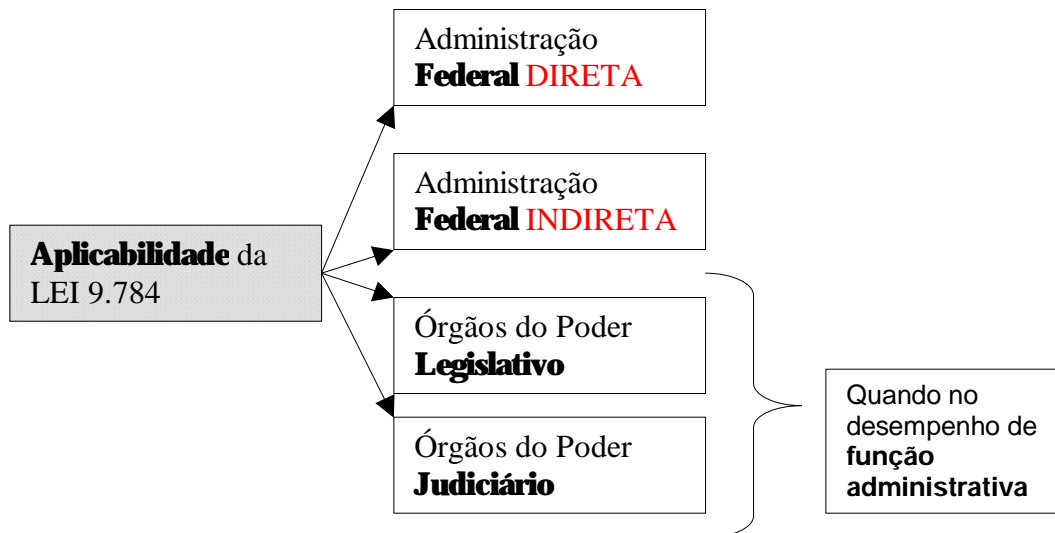 Administração
Federal DIRETA
Administração
Federal INDIRETA
Aplicabilidade da
LEI 9.784
Órgãos do Poder
Legislativo
Quando no
desempenho de
função
administrativa
Órgãos do Poder
Judiciário